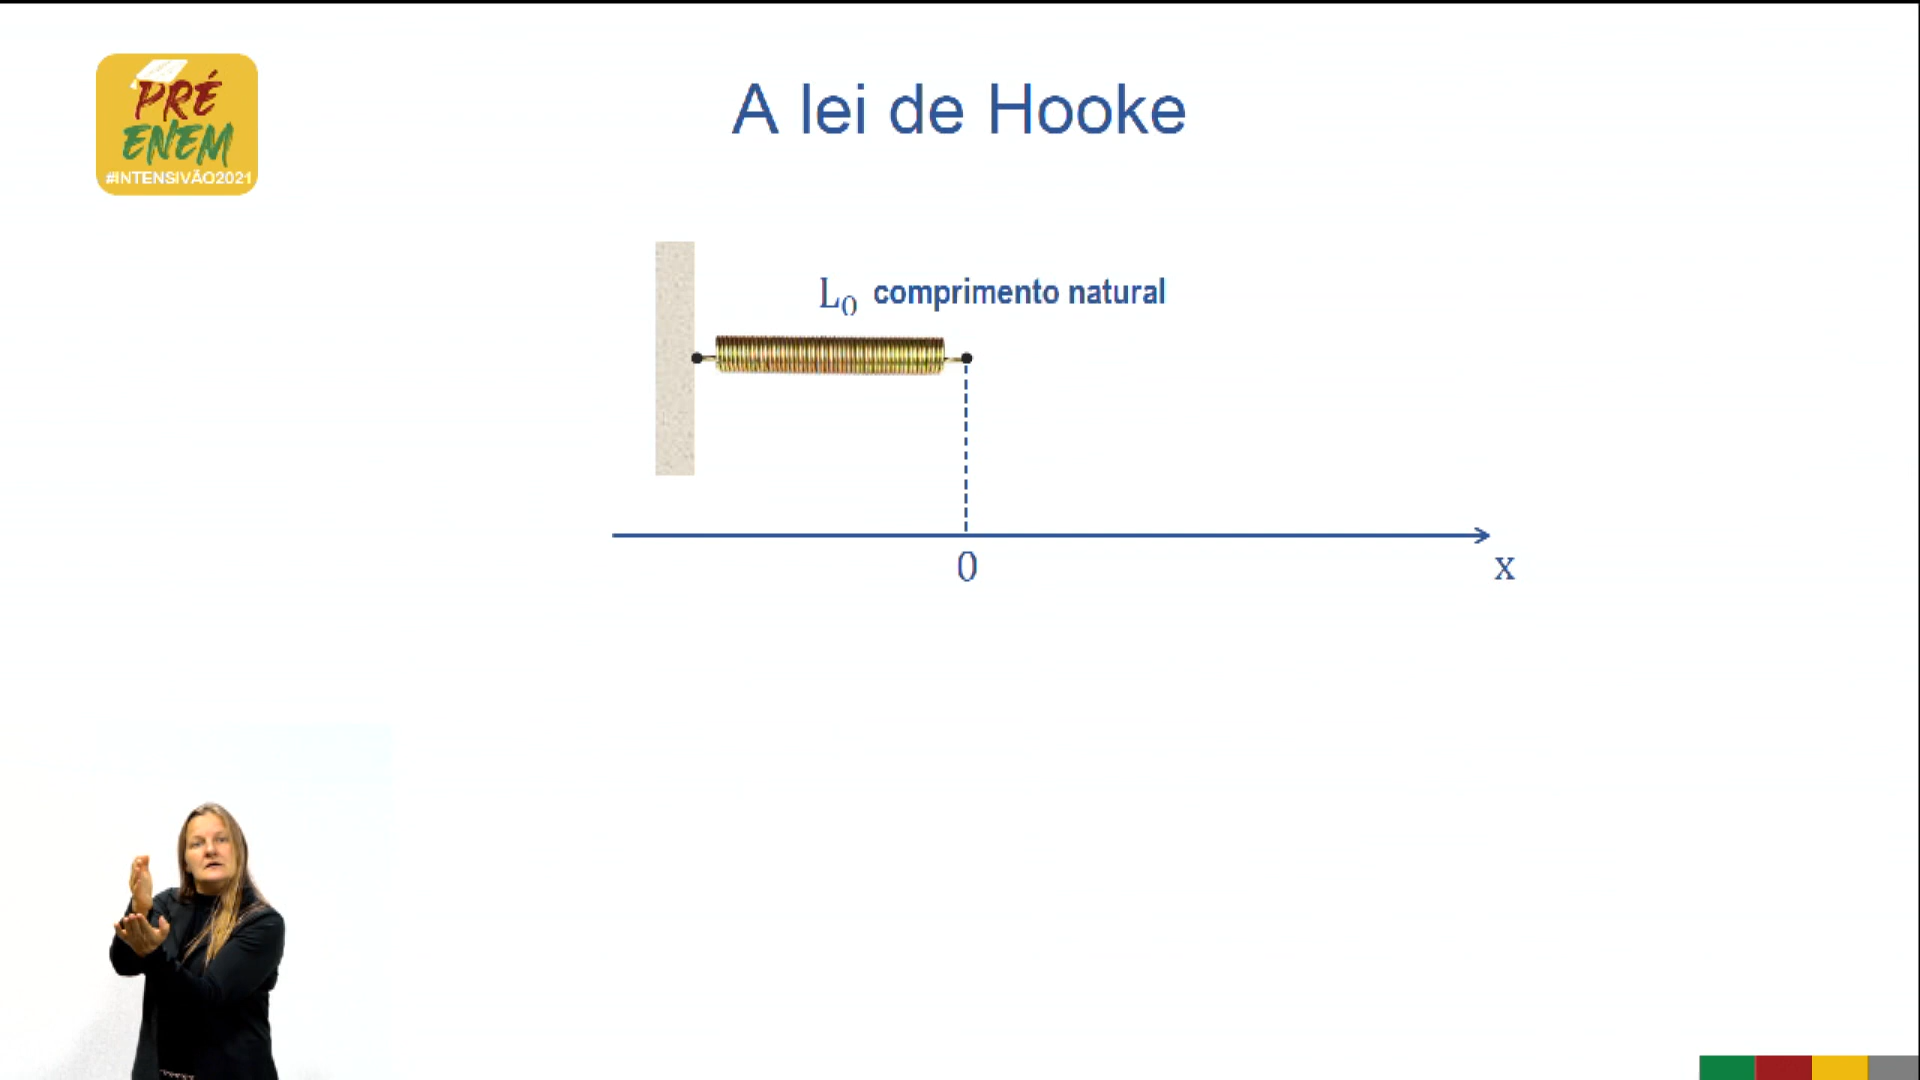 PRÉ
ENEM
#INTENSIVÃO2021
A lei de Hooke
L₀ comprimento natural
0
x